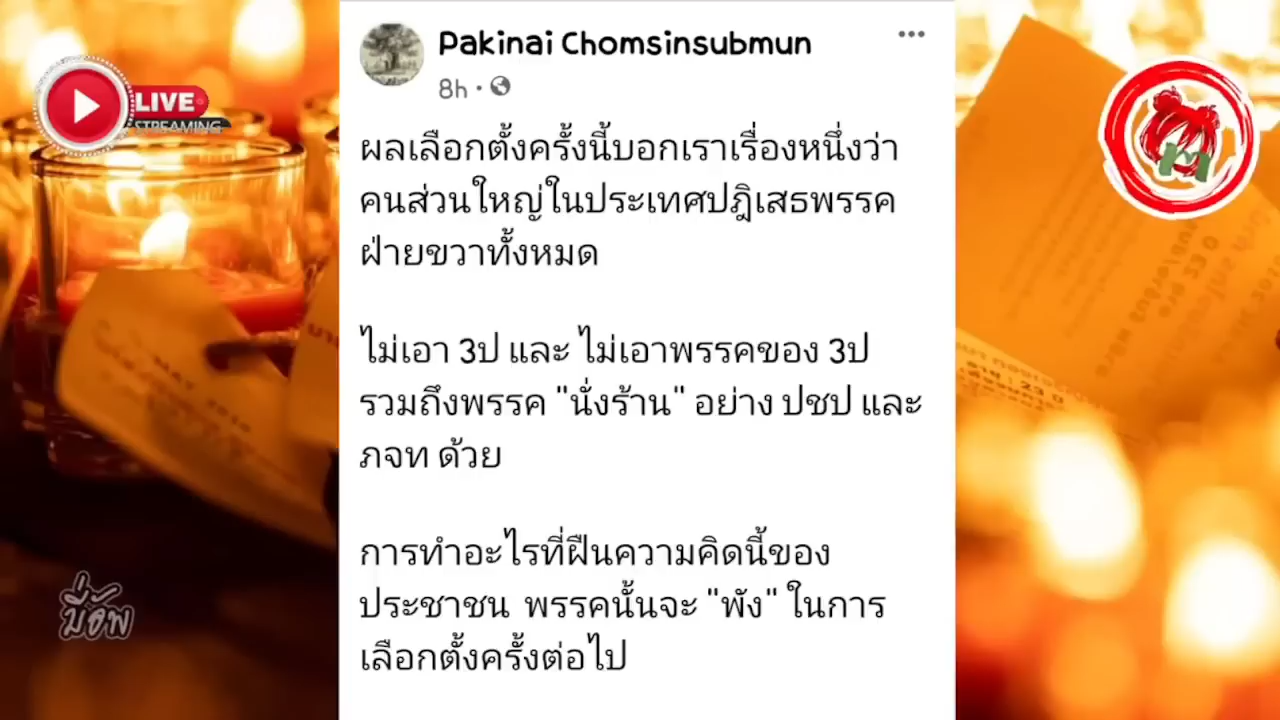 LIVE
STREAMING
Pakinai Chomsinsubmun
8h
ผลเลือกตั้งครั้งนี้บอกเราเรื่องหนึ่งว่า
คนส่วนใหญ่ในประเทศปฎิเสธพรรค
ฝ่ายขวาทั้งหมด
ไม่เอา 3ป และ ไม่เอาพรรคของ 3ป
รวมถึงพรรค "นั่งร้าน" อย่าง ปชป และ
ภจท ด้วย
การทำอะไรที่ฝืนความคิดนี้ของ
ประชาชน พรรคนั้นจะ "พัง" ในการ
เลือกตั้งครั้งต่อไป
M
มี่อัพ